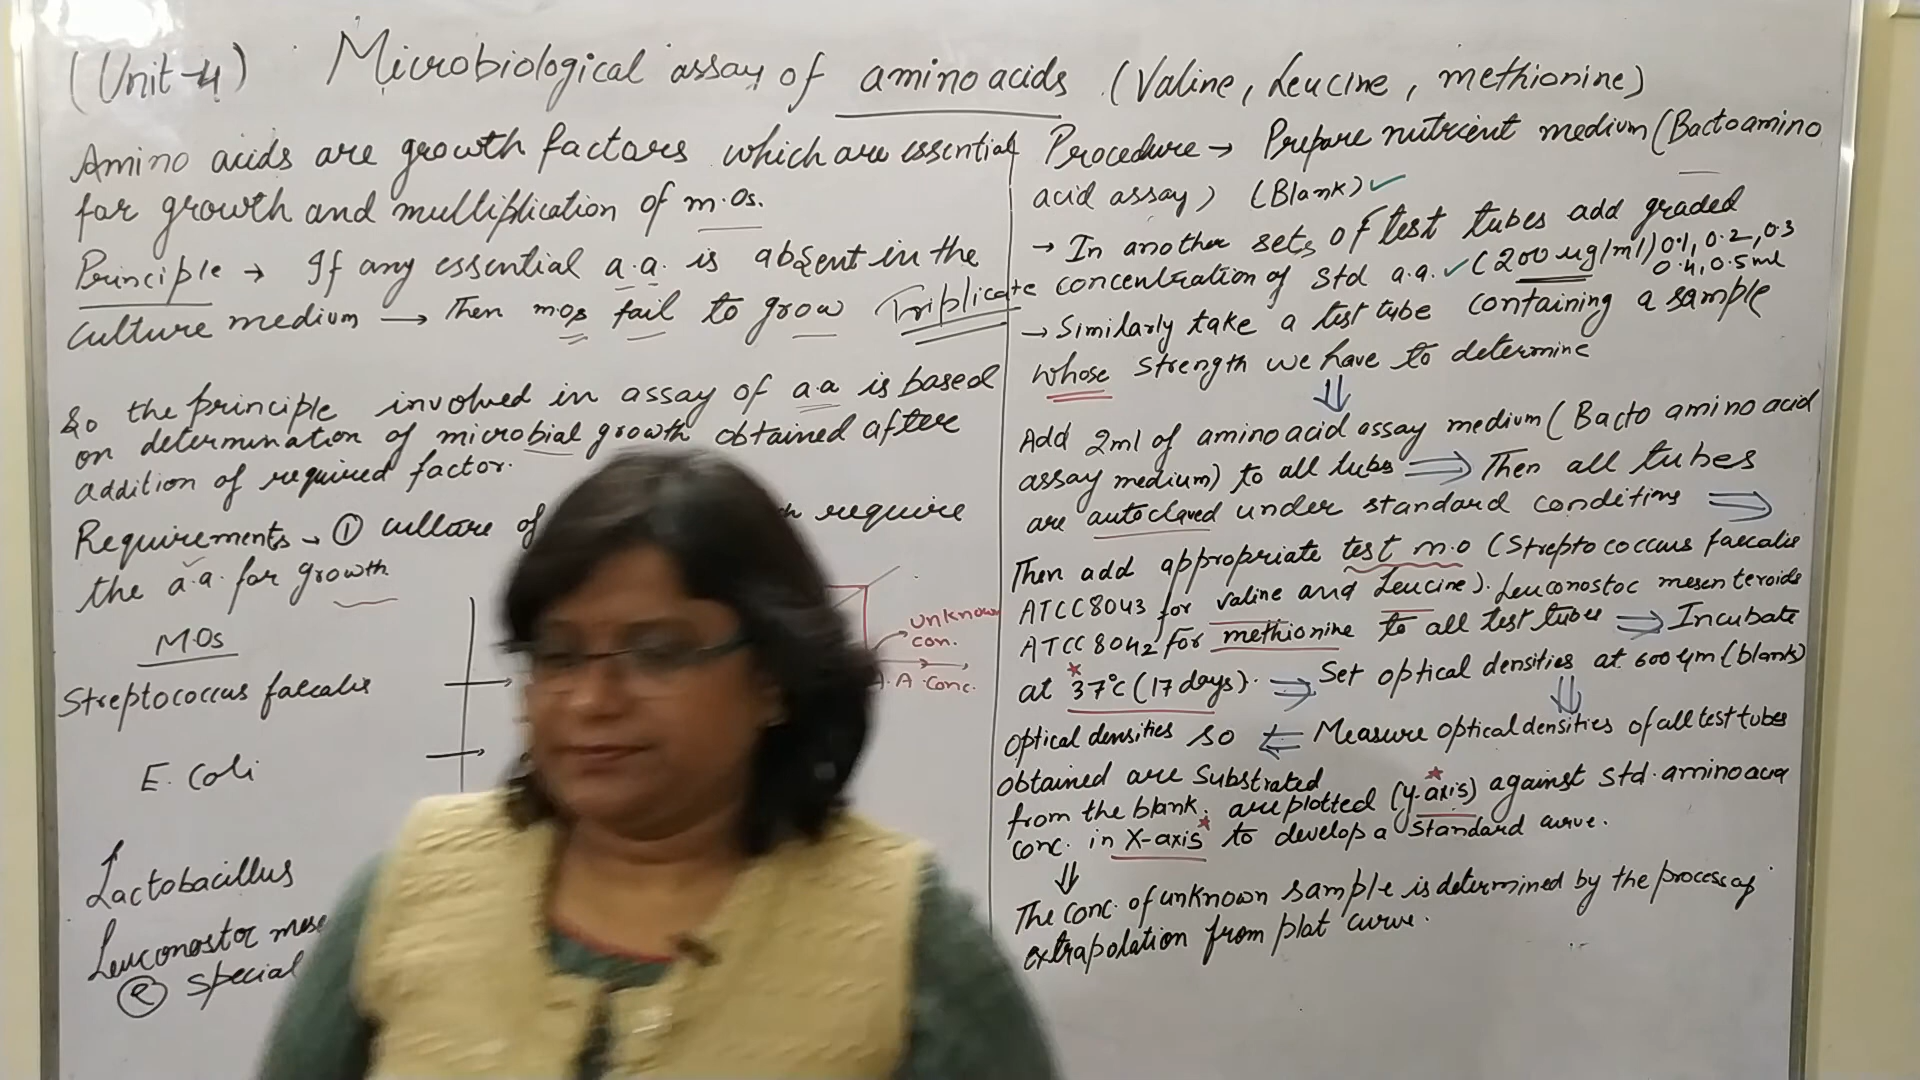 (Unit-4) Microbiological assay of amino acids (Valine, Leucine, methionine)
Amino acids are growth factors which are essential
for growth and multiplication of m.Os.
Principle → If any essential a.a. is absent in the
culture medium → Then mos fail to grow Triplicate
So the principle involved in assay of a.a is based
on determination of microbial growth obtained after
addition of required factor.
Requirements → ① culture of require
the a.a. for growth
M.Os
Streptococcus faecalis
E. Coli
Lactobacillus
Leuconostoc mese
② special
unknown
con.
A.A Conc.
Procedure → Prepare nutrient medium (Bactoamino
acid assay) (Blank) ✓
→ In another sets of test tubes add graded
concentration of std a.a. ✓ (200 ug/ml) 0.1, 0.2, 0.3
0.4, 0.5 ml
→ Similarly take a test tube containing a sample
whose strength we have to determine
Add 2ml of aminoacid assay medium (Bacto amino acid
assay medium) to all tubes ⇒ Then all tubes
are autoclaved under standard conditions ⇒
Then add appropriate test m.o (Streptococcus faecalis
ATCC8043 for valine and Leucine). Leuconostoc mesenteroids
ATCC 8042 for methionine to all test tubes ⇒ Incubate
at 37°C (17 days). ⇒ Set optical densities at 600 (blanks)
optical densities so ⇐ Measure optical densities of all test tubes
obtained are substrated
from the blank. are plotted (y-axis) against std. amino acid
conc. in X-axis to develop a standard curve.
⇓
The conc. of unknown sample is determined by the process of
extrapolation from plat curve.